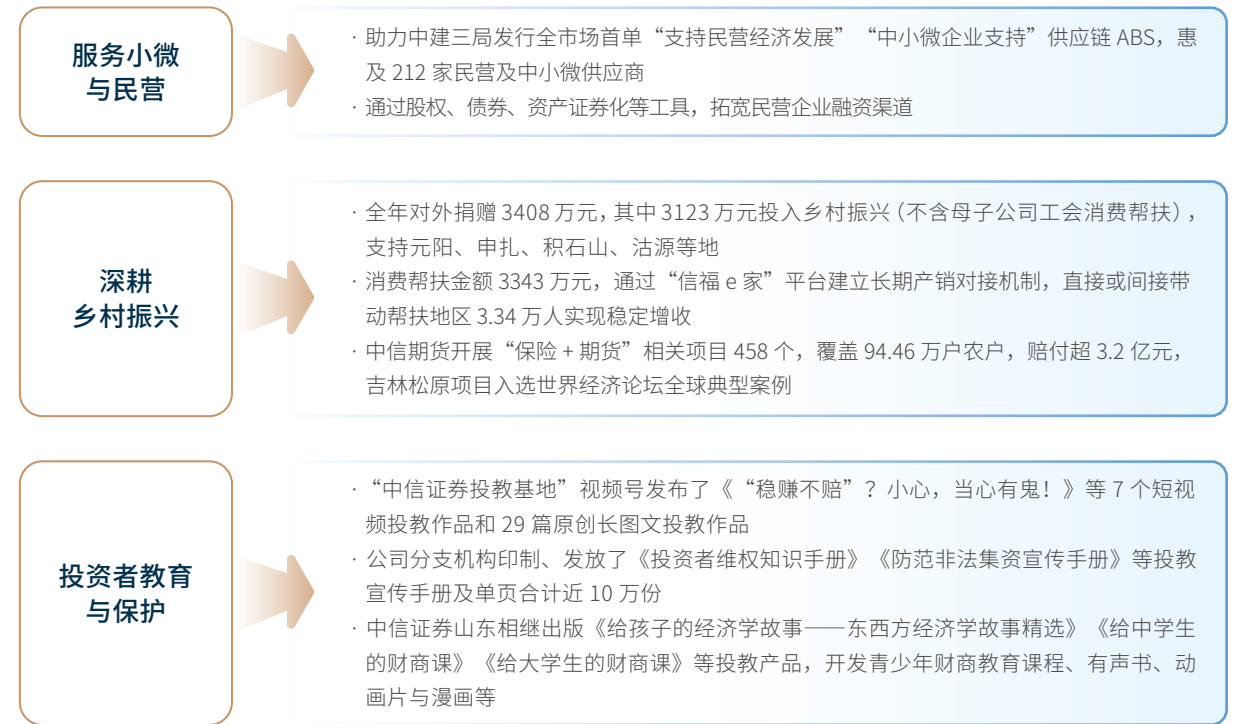 服务小微
与民营
· 助力中建三局发行全市场首单“支持民营经济发展”“中小微企业支持”供应链 ABS，惠
及 212 家民营及中小微供应商
· 通过股权、债券、资产证券化等工具，拓宽民营企业融资渠道
深耕
乡村振兴
· 全年对外捐赠 3408 万元，其中 3123 万元投入乡村振兴（不含母子公司工会消费帮扶），
支持元阳、申扎、积石山、沽源等地
· 消费帮扶金额 3343 万元，通过“信福 e 家”平台建立长期产销对接机制，直接或间接带
动帮扶地区 3.34 万人实现稳定增收
· 中信期货开展“保险 + 期货”相关项目 458 个，覆盖 94.46 万户农户，赔付超 3.2 亿元，
吉林松原项目入选世界经济论坛全球典型案例
投资者教育
与保护
· “中信证券投教基地”视频号发布了《“稳赚不赔”？小心，当心有鬼！》等 7 个短视
频投教作品和 29 篇原创长图文投教作品
· 公司分支机构印制、发放了《投资者维权知识手册》《防范非法集资宣传手册》等投教
宣传手册及单页合计近 10 万份
· 中信证券山东相继出版《给孩子的经济学故事——东西方经济学故事精选》《给中学生
的财商课》《给大学生的财商课》等投教产品，开发青少年财商教育课程、有声书、动
画片与漫画等